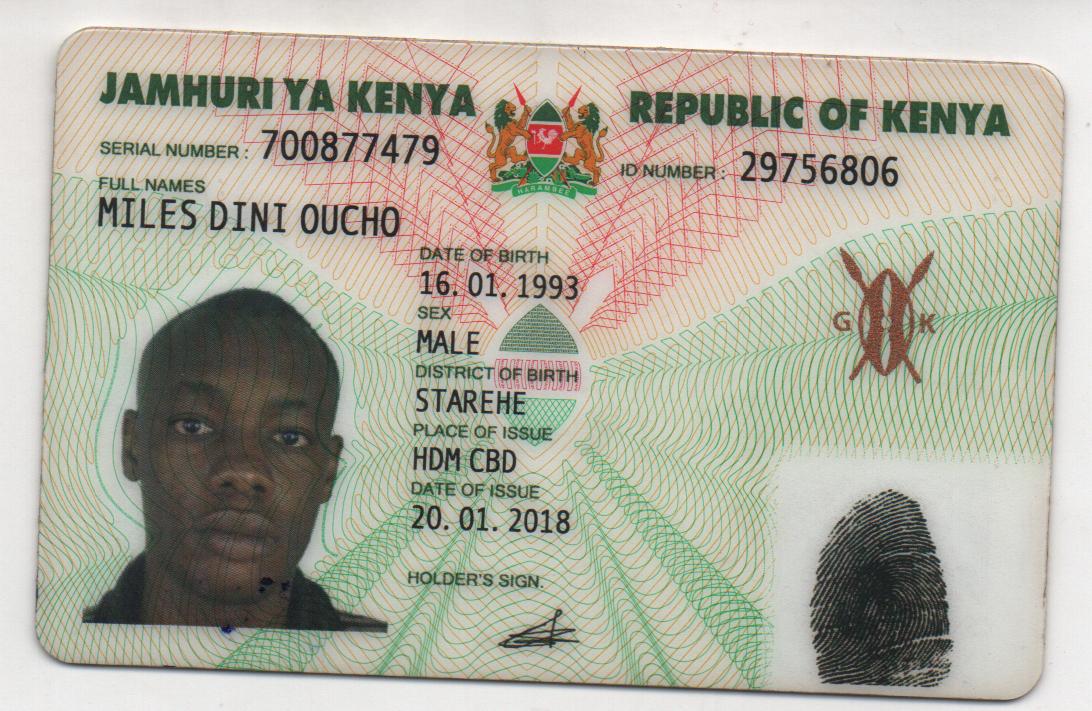 JAMHURI YA KENYA
REPUBLIC OF KENYA
SERIAL NUMBER: 700877479
ID NUMBER: 29756806
HARAMBEE
FULL NAMES
MILES DINI OUCHO
DATE OF BIRTH
16.01.1993
SEX
MALE
G K
DISTRICT OF BIRTH
STAREHE
PLACE OF ISSUE
HDM CBD
DATE OF ISSUE
20.01.2018
HOLDER'S SIGN.